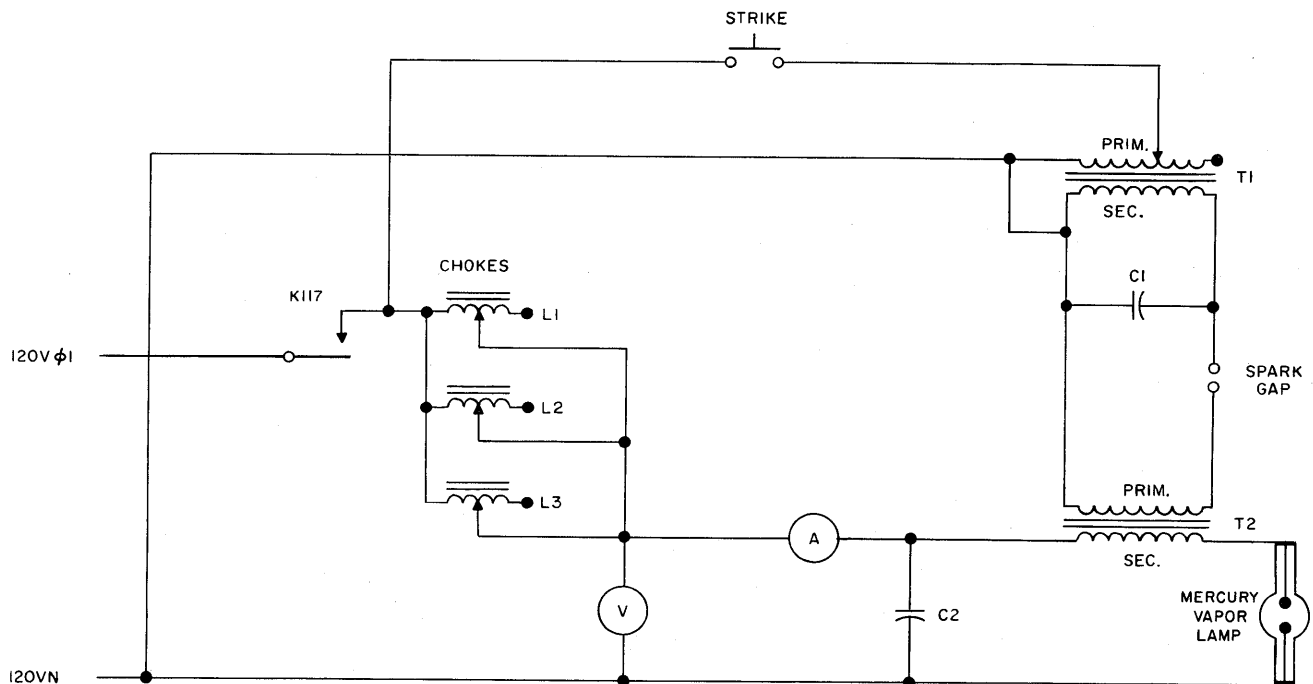 STRIKE
PRIM.
T1
SEC.
CHOKES
C1
K117
L1
120V ϕ1
SPARK
GAP
L2
PRIM.
L3
T2
A
SEC.
MERCURY
VAPOR
LAMP
V
C2
120VN